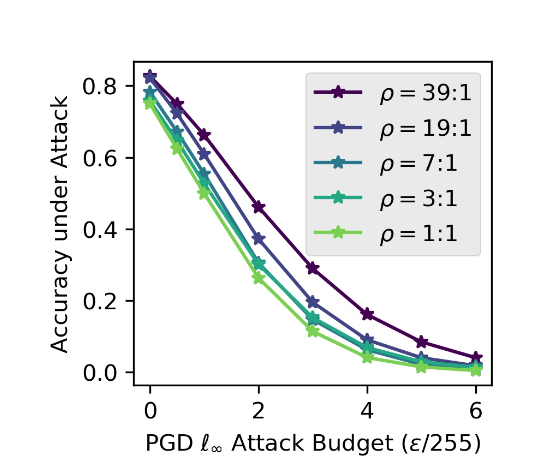 Accuracy under Attack
0.8
0.6
0.4
0.2
0.0
ρ = 39:1
ρ = 19:1
ρ = 7:1
ρ = 3:1
ρ = 1:1
0 2 4 6
PGD ℓ∞ Attack Budget (ε/255)